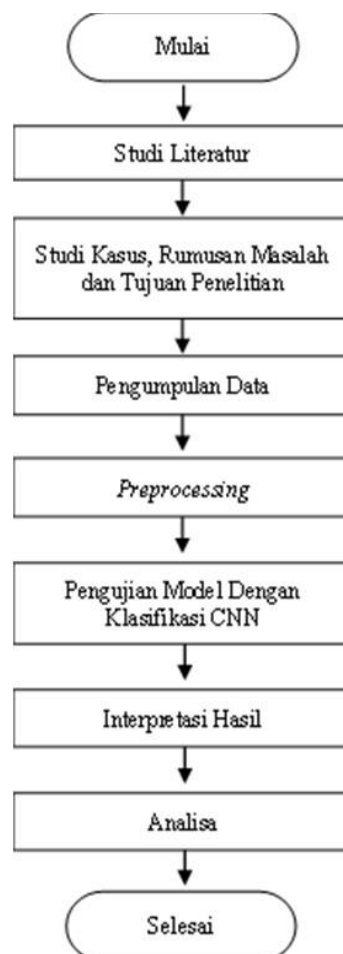 Mulai
Studi Literatur
Studi Kasus, Rumusan Masalah
dan Tujuan Penelitian
Pengumpulan Data
Preprocessing
Pengujian Model Dengan
Klasifikasi CNN
Interpretasi Hasil
Analisa
Selesai